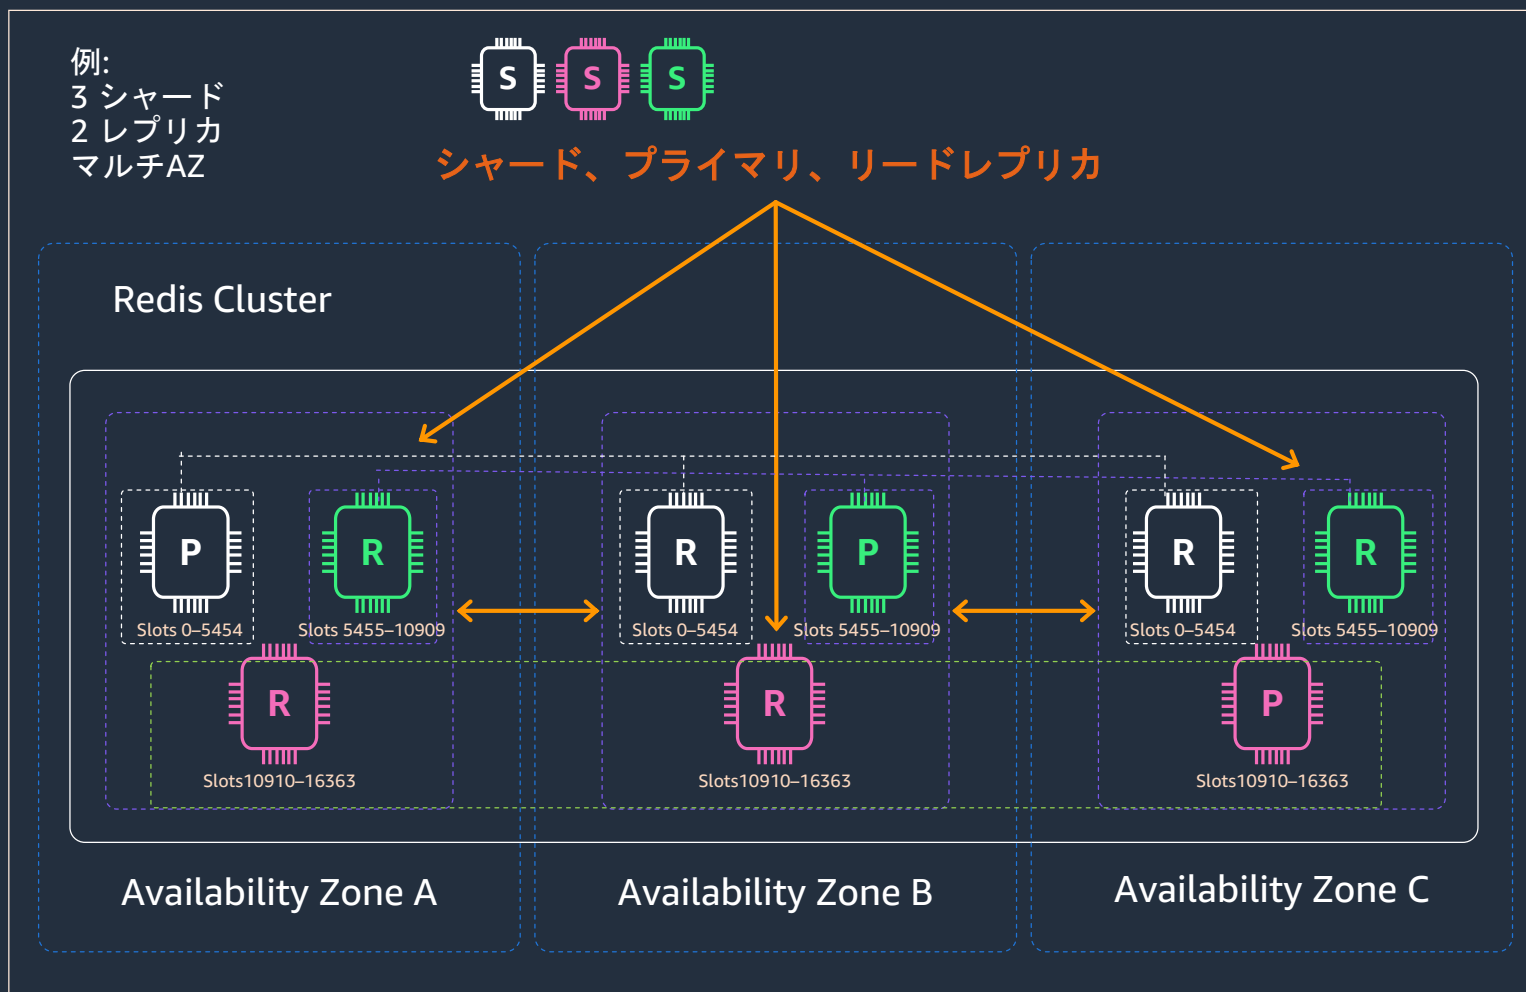 例:
3 シャード
2 レプリカ
マルチAZ
S S S
シャード、プライマリ、リードレプリカ
Redis Cluster
P R R P R R
Slots 0–5454 Slots 5455–10909 Slots 0–5454 Slots 5455–10909 Slots 0–5454 Slots 5455–10909
R R P
Slots10910–16363 Slots10910–16363 Slots10910–16363
Availability Zone A Availability Zone B Availability Zone C